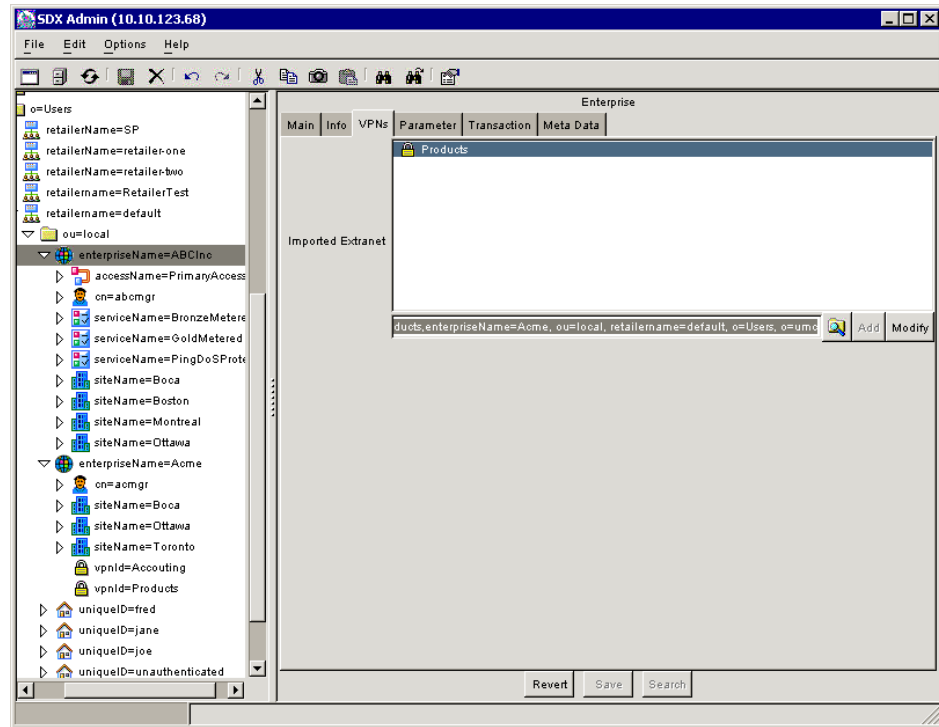 SDX Admin (10.10.123.68)
File Edit Options Help
o=Users
retailerName=SP
retailerName=retailer-one
retailerName=retailer-two
retailername=RetailerTest
retailername=default
ou=local
enterpriseName=ABCInc
accessName=PrimaryAccess
cn=abcmgr
serviceName=BronzeMetere
serviceName=GoldMetered
serviceName=PingDoSProte
siteName=Boca
siteName=Boston
siteName=Montreal
siteName=Ottawa
enterpriseName=Acme
cn=acmgr
siteName=Boca
siteName=Ottawa
siteName=Toronto
vpnId=Accouting
vpnId=Products
uniqueID=fred
uniqueID=jane
uniqueID=joe
uniqueID=unauthenticated
Enterprise
Main Info VPNs Parameter Transaction Meta Data
Products
Imported Extranet
ducts,enterpriseName=Acme, ou=local, retailername=default, o=Users, o=umc Add Modify
Revert Save Search